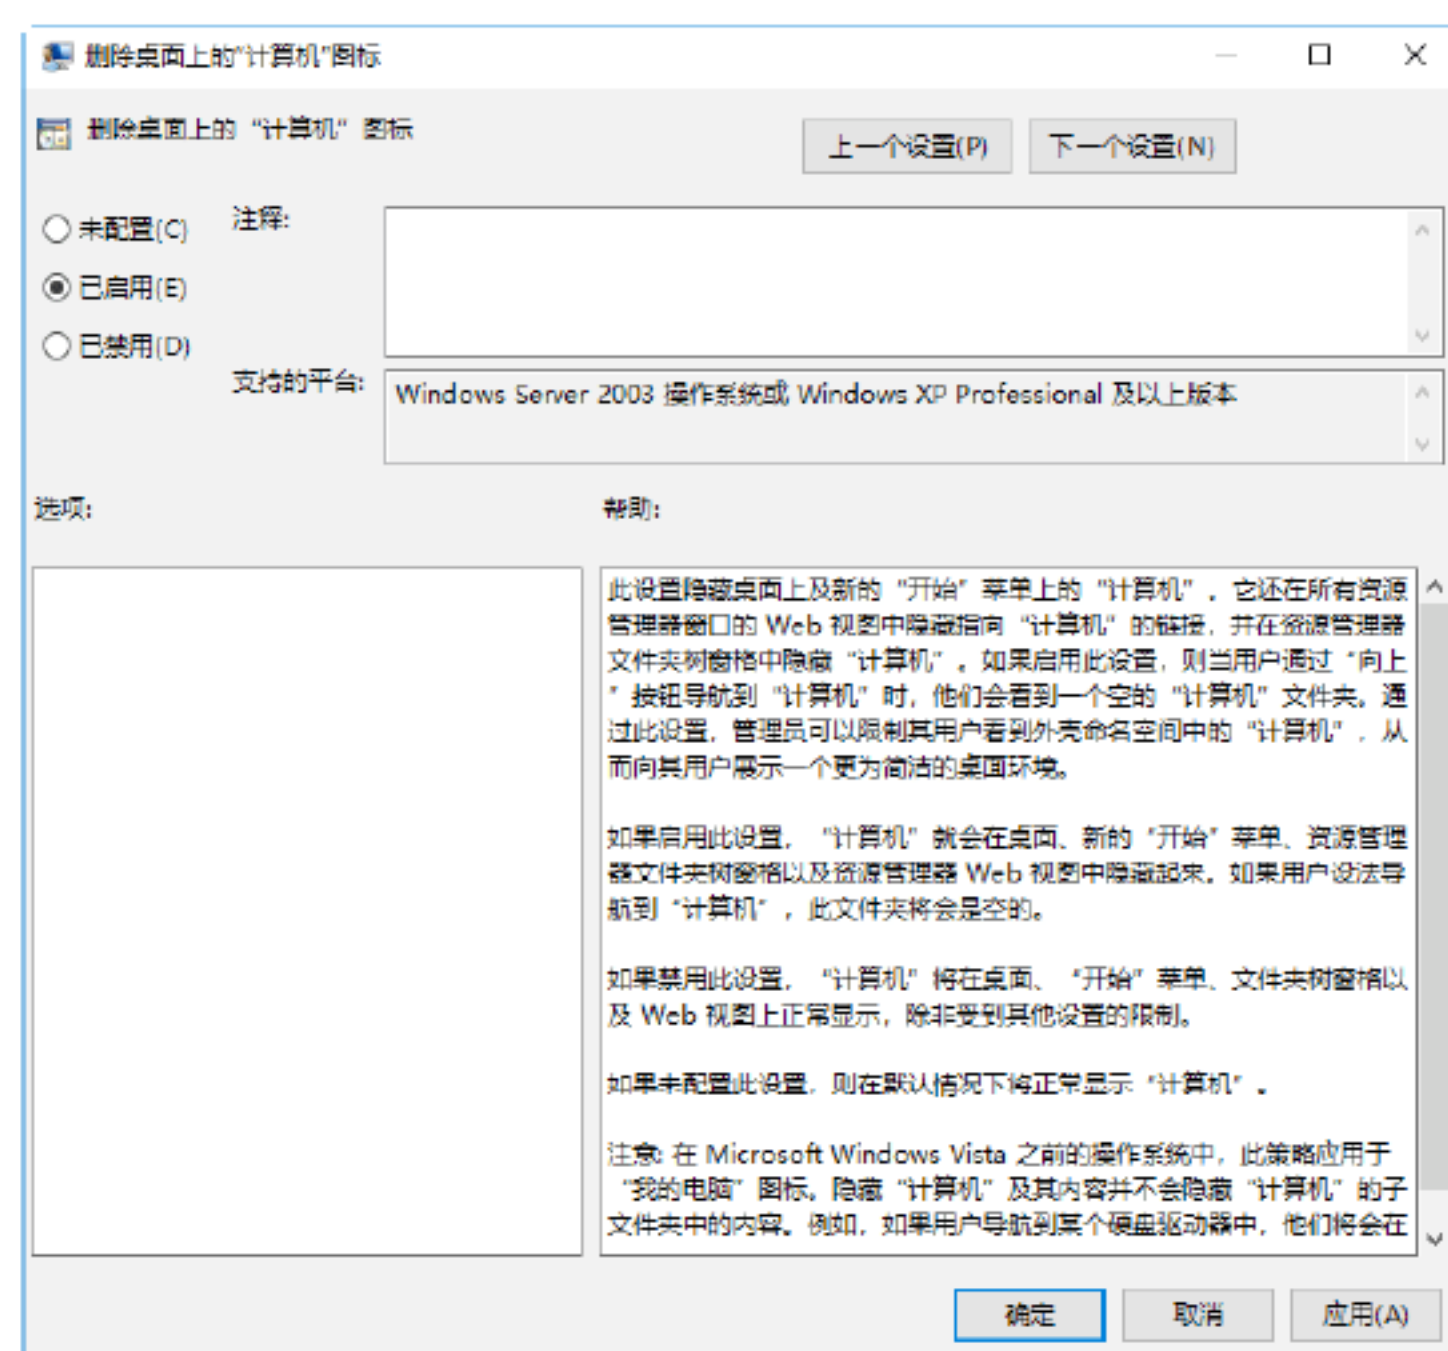 删除桌面上的“计算机”图标
删除桌面上的“计算机”图标
上一个设置(P)
下一个设置(N)
未配置(C)
注释:
已启用(E)
已禁用(D)
支持的平台:
Windows Server 2003 操作系统或 Windows XP Professional 及以上版本
选项:
帮助:
此设置隐藏桌面上及新的“开始”菜单上的“计算机”。它还在所有资源
管理器窗口的 Web 视图中隐藏指向“计算机”的链接，并在资源管理器
文件夹树窗格中隐藏“计算机”。如果启用此设置，则当用户通过“向上
”按钮导航到“计算机”时，他们会看到一个空的“计算机”文件夹。通
过此设置，管理员可以限制其用户看到外壳命名空间中的“计算机”，从
而向其用户展示一个更为简洁的桌面环境。
如果启用此设置，“计算机”就会在桌面、新的“开始”菜单、资源管理
器文件夹树窗格以及资源管理器 Web 视图中隐藏起来。如果用户设法导
航到“计算机”，此文件夹将会是空的。
如果禁用此设置，“计算机”将在桌面、“开始”菜单、文件夹树窗格以
及 Web 视图上正常显示，除非受到其他设置的限制。
如果未配置此设置，则在默认情况下将正常显示“计算机”。
注意: 在 Microsoft Windows Vista 之前的操作系统中，此策略应用于
“我的电脑”图标。隐藏“计算机”及其内容并不会隐藏“计算机”的子
文件夹中的内容。例如，如果用户导航到某个硬盘驱动器中，他们将会在
确定
取消
应用(A)